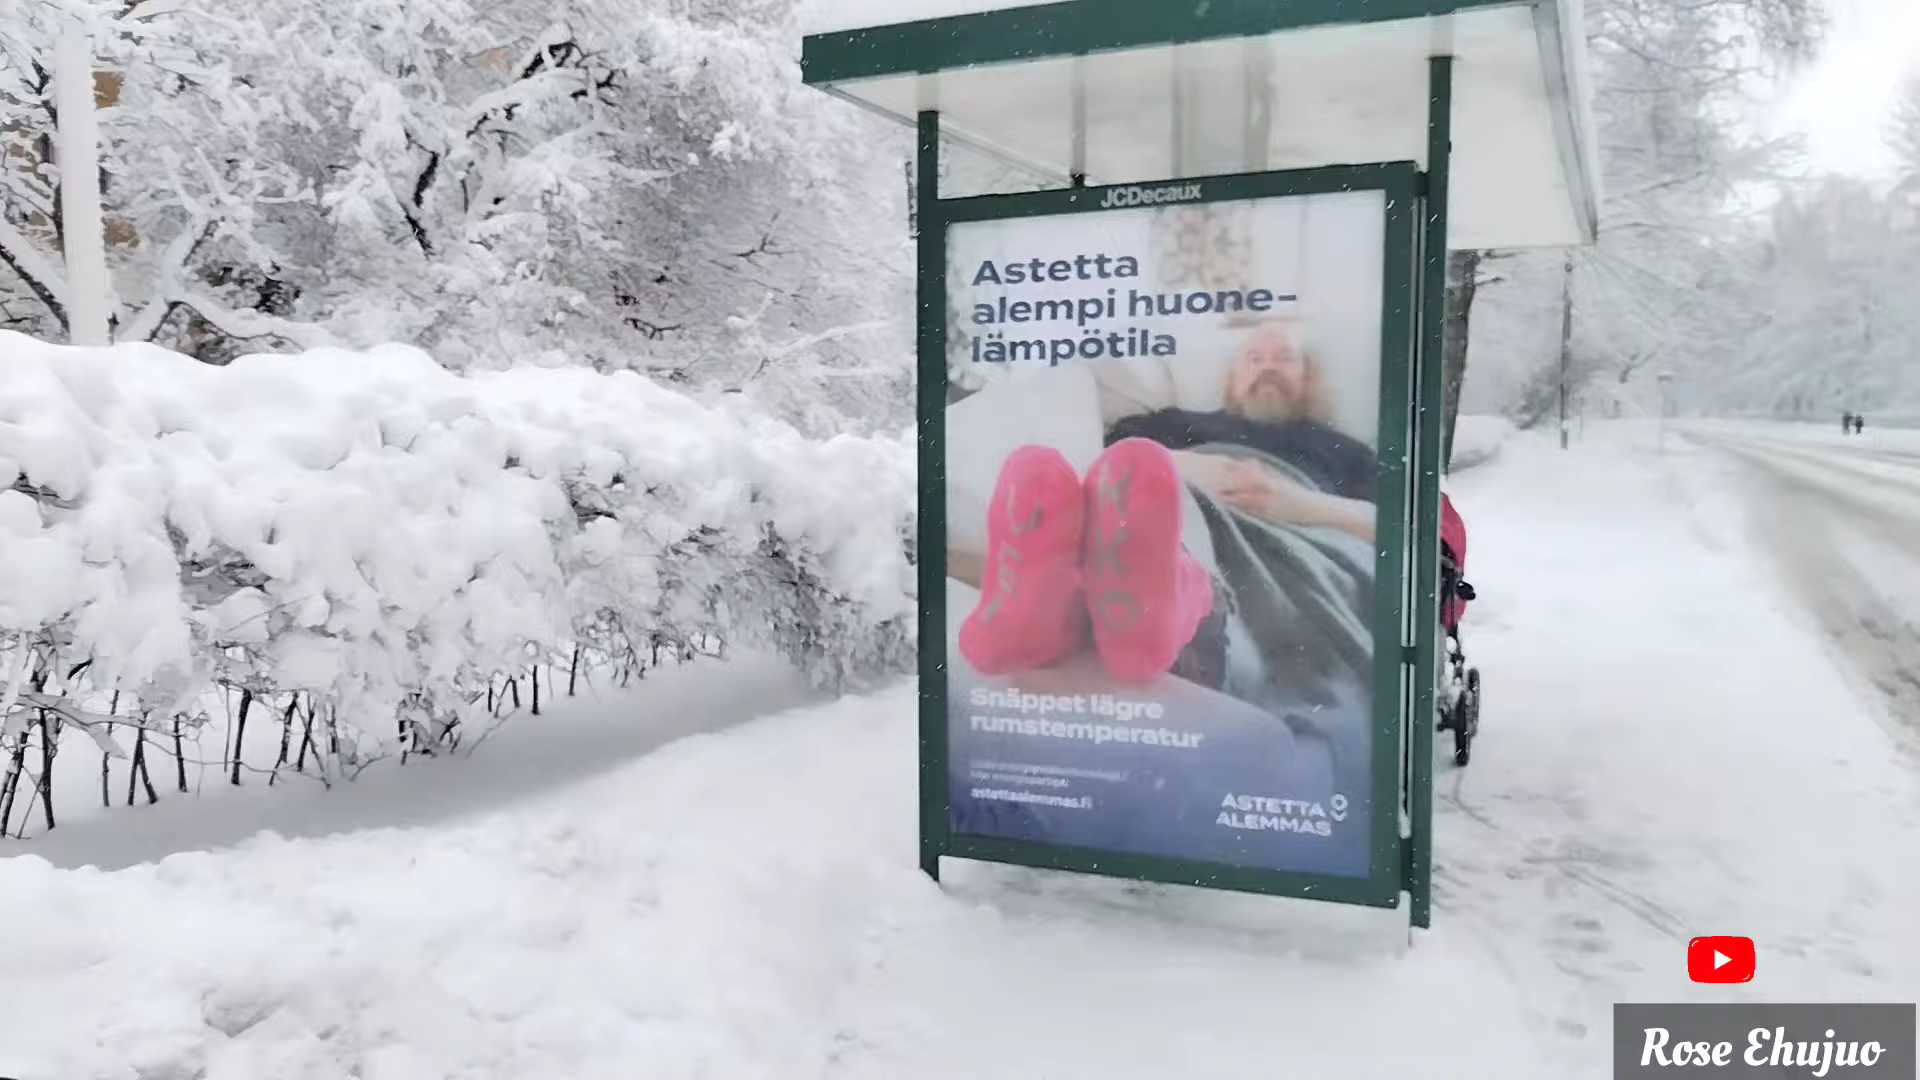 JCDecaux
Astetta
alempi huone-
lämpötila
Snäppet lägre
rumstemperatur
astettaalemmas.fi
ASTETTA
ALEMMAS
Rose Ehujuo